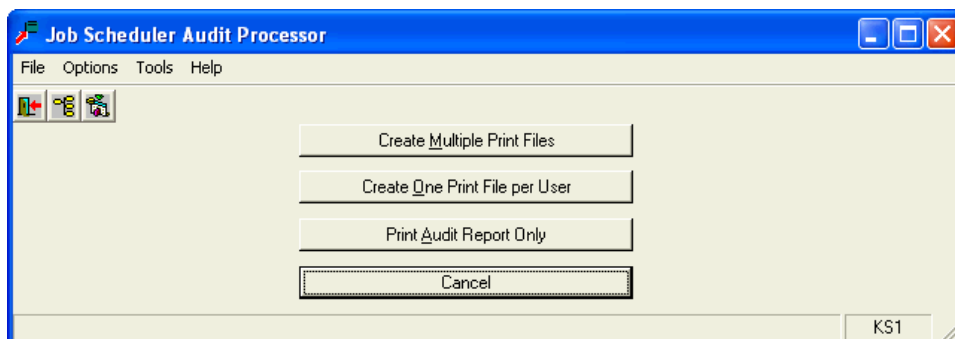 Job Scheduler Audit Processor
File Options Tools Help
Create Multiple Print Files
Create One Print File per User
Print Audit Report Only
Cancel
KS1